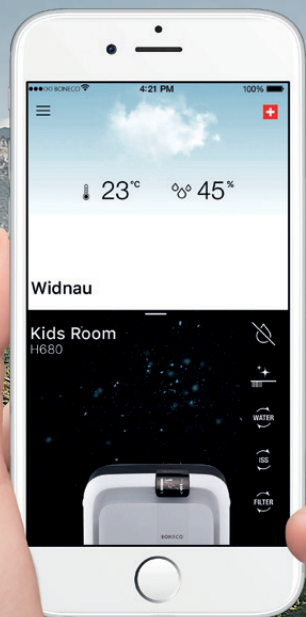 BONECO
4:21 PM
100%
23°C
45%
Widnau
Kids Room
H680
WATER
ISS
FILTER
BONECO